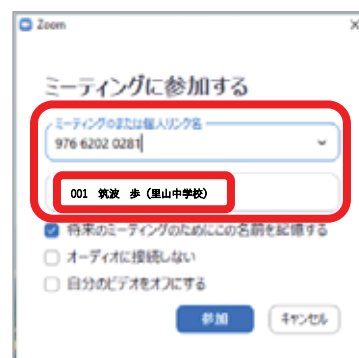 Zoom
ミーティングに参加する
ミーティングIDまたは個人リンク名
976 6202 0281
001 筑波 歩（里山中学校）
将来のミーティングのためにこの名前を記憶する
オーディオに接続しない
自分のビデオをオフにする
参加
キャンセル